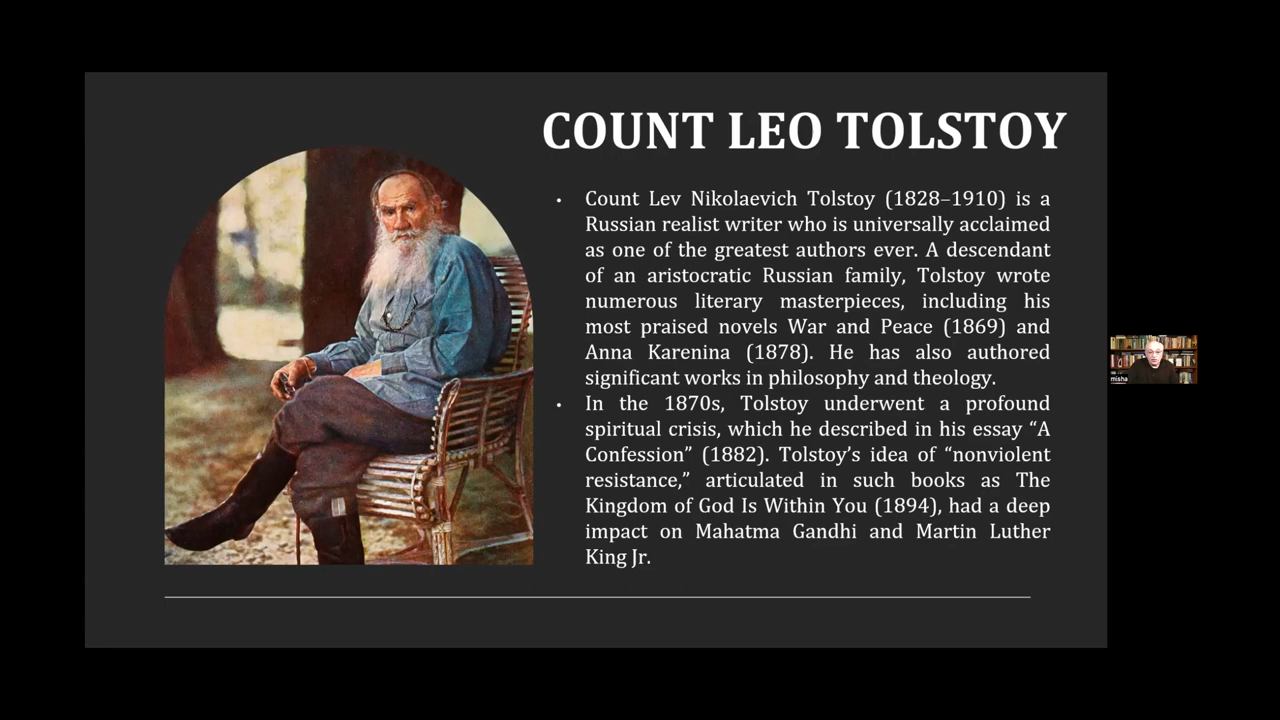 COUNT LEO TOLSTOY
• Count Lev Nikolaevich Tolstoy (1828–1910) is a
Russian realist writer who is universally acclaimed
as one of the greatest authors ever. A descendant
of an aristocratic Russian family, Tolstoy wrote
numerous literary masterpieces, including his
most praised novels War and Peace (1869) and
Anna Karenina (1878). He has also authored
significant works in philosophy and theology.
• In the 1870s, Tolstoy underwent a profound
spiritual crisis, which he described in his essay “A
Confession” (1882). Tolstoy’s idea of “nonviolent
resistance,” articulated in such books as The
Kingdom of God Is Within You (1894), had a deep
impact on Mahatma Gandhi and Martin Luther
King Jr.
misha